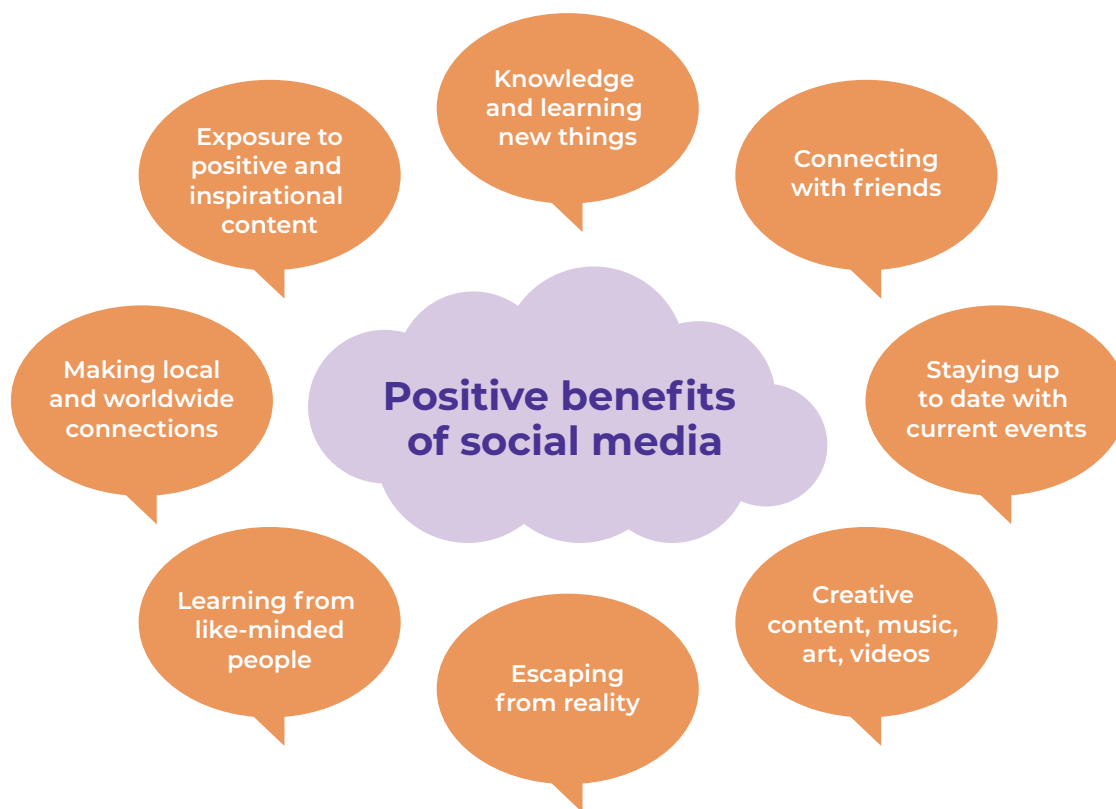 Knowledge
and learning
new things
Exposure to
positive and
inspirational
content
Connecting
with friends
Making local
and worldwide
connections
Positive benefits
of social media
Staying up
to date with
current events
Learning from
like-minded
people
Escaping
from reality
Creative
content, music,
art, videos